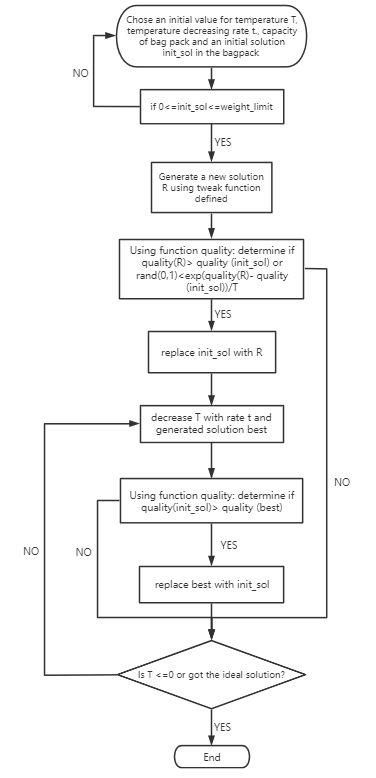 Chose an initial value for temperature T,
temperature decreasing rate t., capacity
of bag pack and an initial solution
init_sol in the bagpack
NO
if 0<=init_sol<=weight_limit
YES
Generate a new solution
R using tweak function
defined
Using function quality: determine if
quality(R)> quality (init_sol) or
rand(0,1)<exp(quality(R)- quality
(init_sol))/T
YES
replace init_sol with R
decrease T with rate t and
generated solution best
NO
Using function quality: determine if
quality(init_sol)> quality (best)
YES
NO
NO
replace best with init_sol
Is T <=0 or got the ideal solution?
YES
End